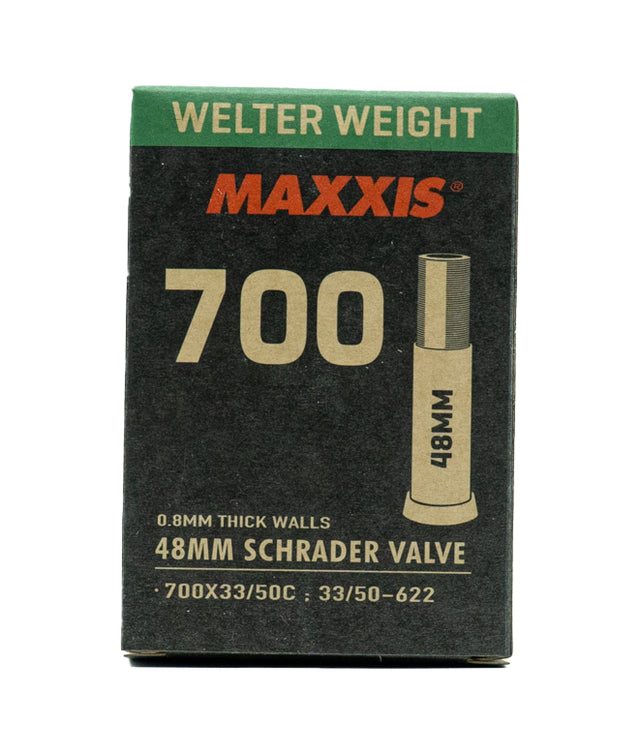 WELTER WEIGHT
MAXXIS®
700
48MM
0.8MM THICK WALLS
48MM SCHRADER VALVE
· 700X33/50C : 33/50-622